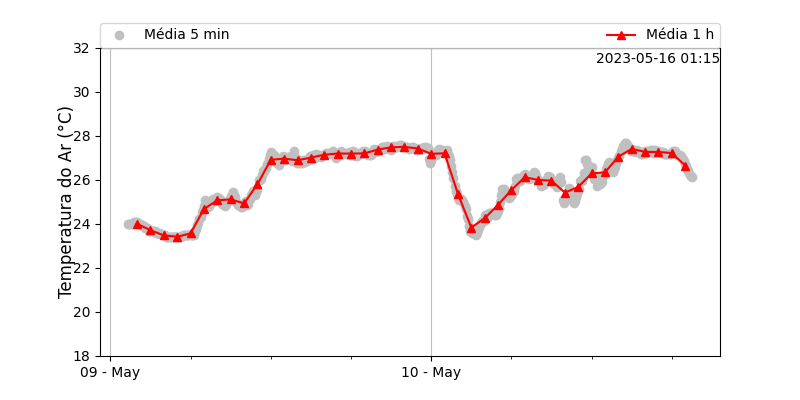 Média 5 min
Média 1 h
2023-05-16 01:15
Temperatura do Ar (°C)
32
30
28
26
24
22
20
18
09 - May
10 - May